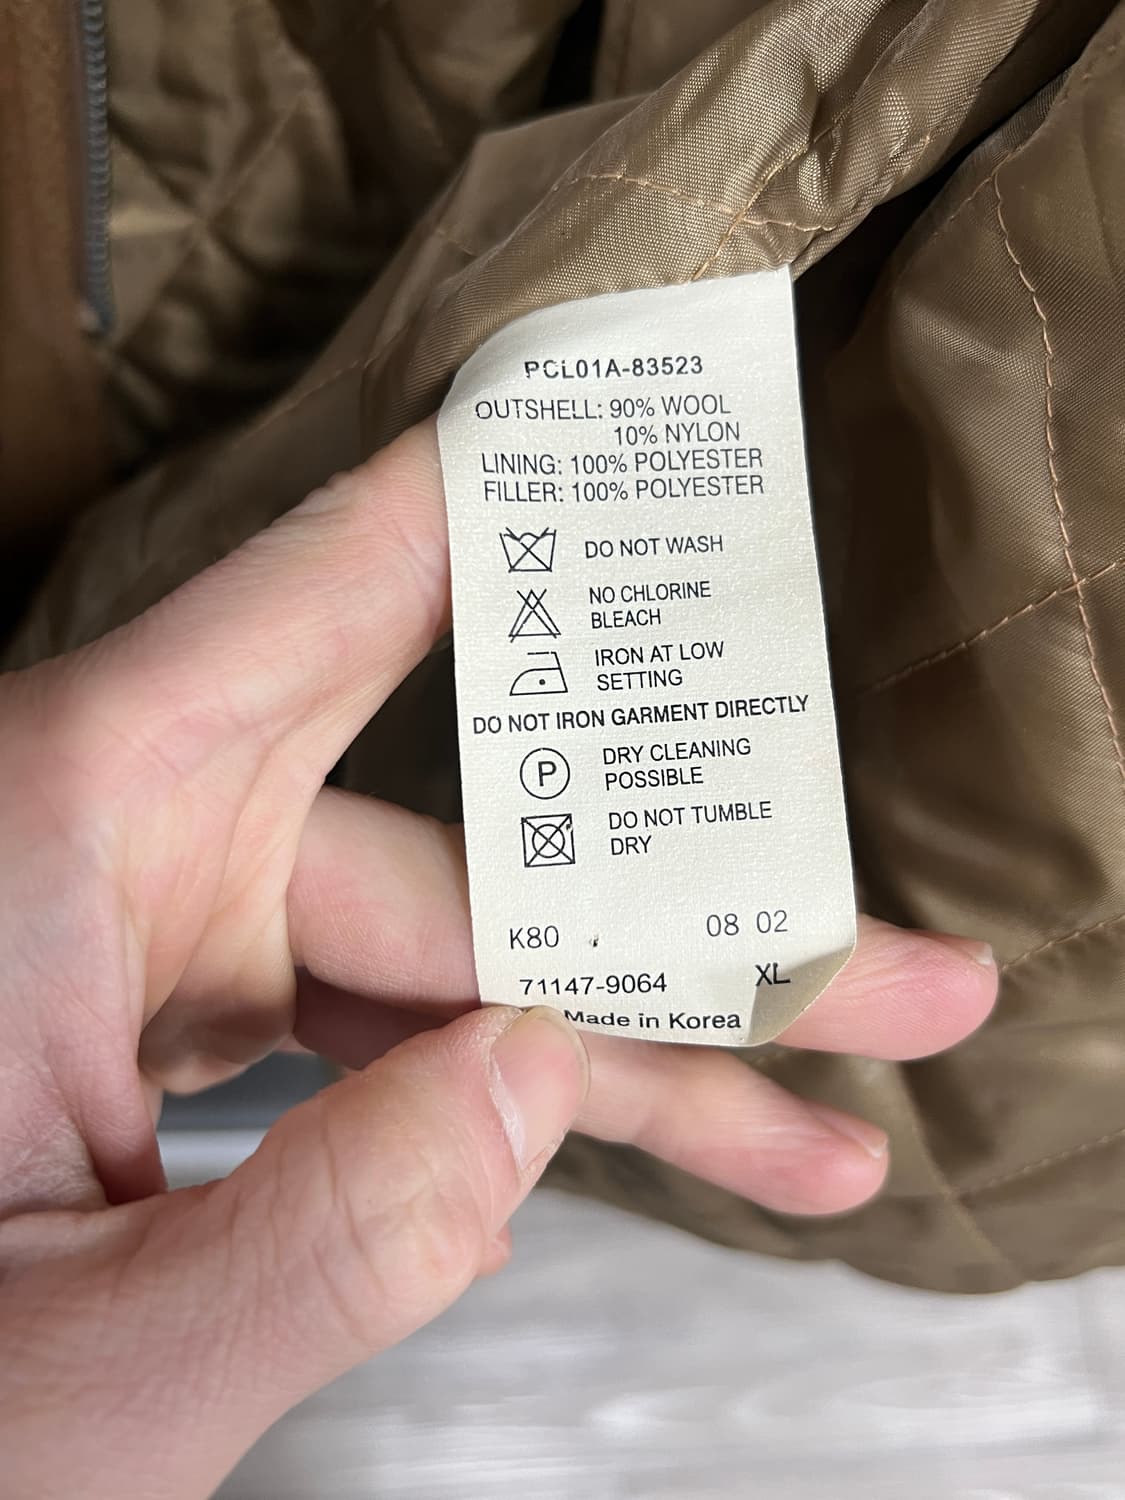 PCL01A-83523
OUTSHELL: 90% WOOL
10% NYLON
LINING: 100% POLYESTER
FILLER: 100% POLYESTER
DO NOT WASH
NO CHLORINE
BLEACH
IRON AT LOW
SETTING
DO NOT IRON GARMENT DIRECTLY
P
DRY CLEANING
POSSIBLE
DO NOT TUMBLE
DRY
K80 08 02
71147-9064 XL
Made in Korea